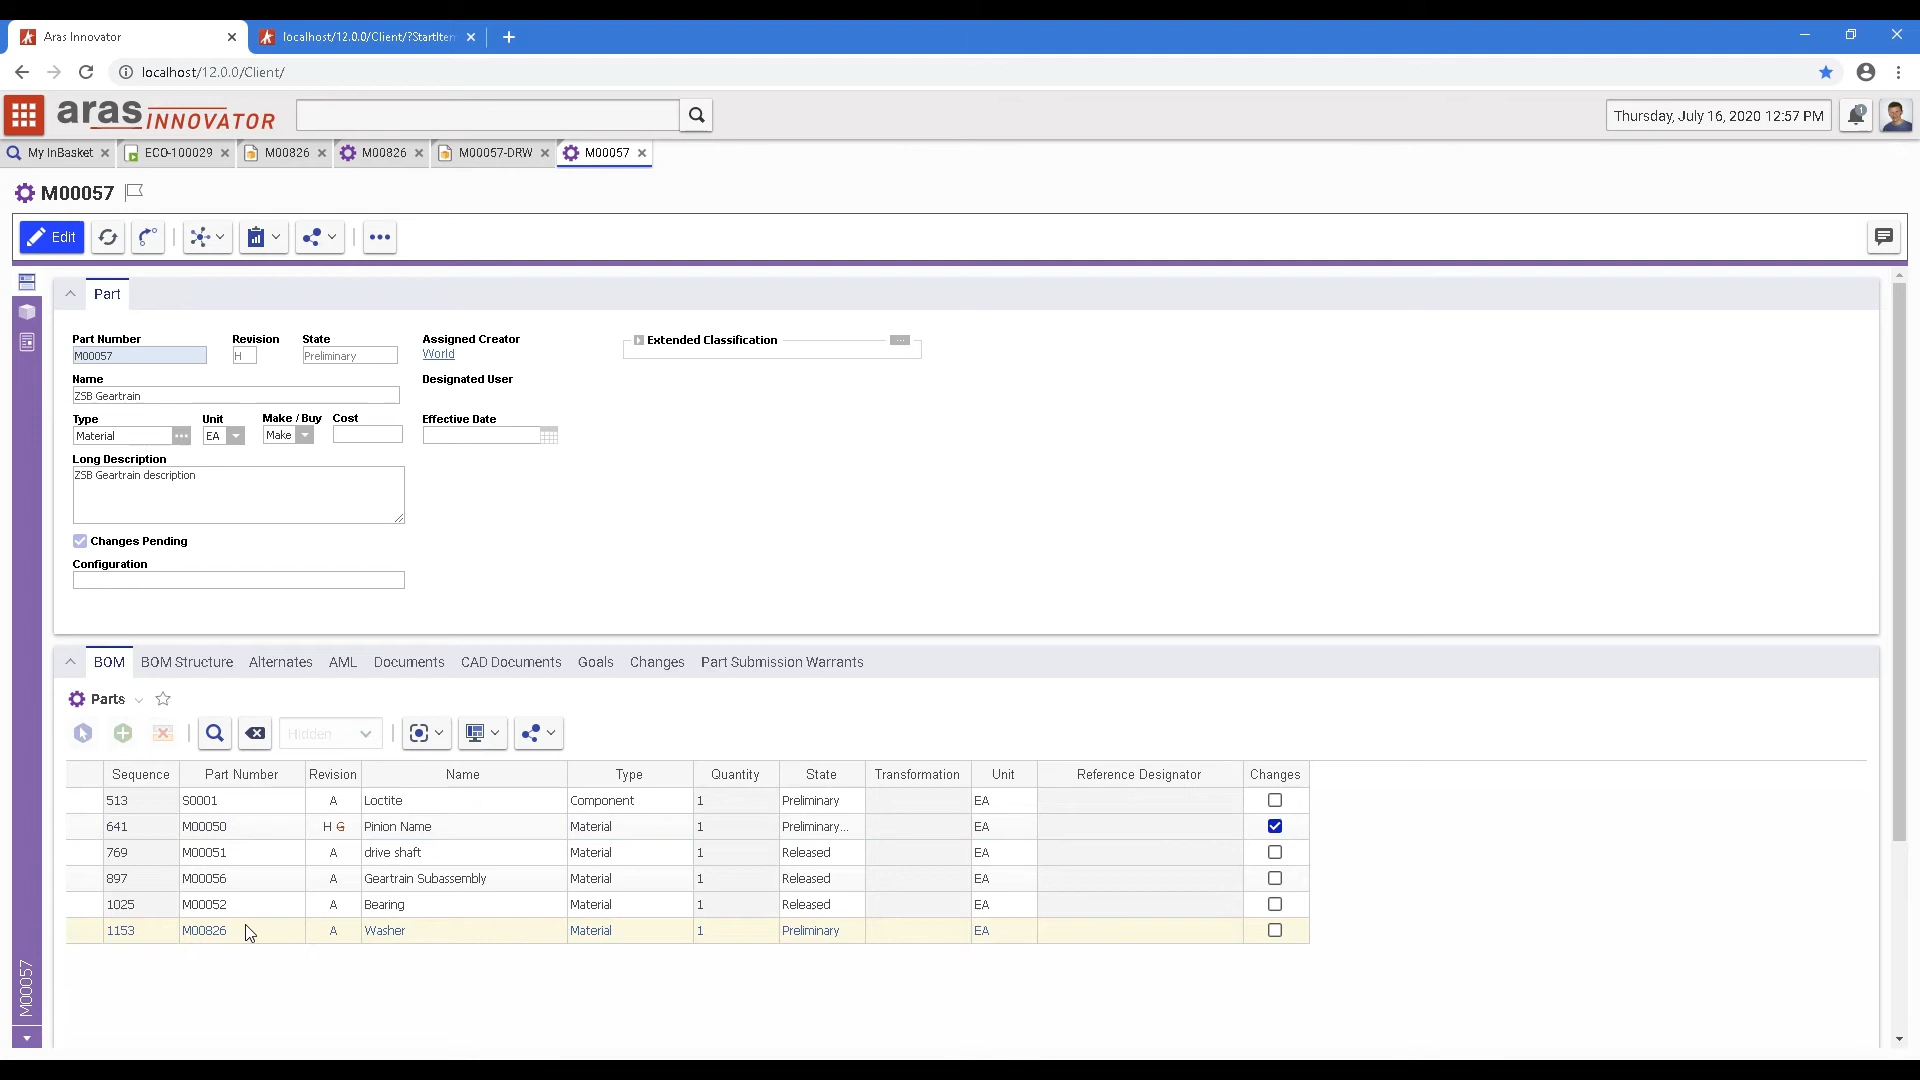 Aras Innovator
localhost/12.0.0/Client/?StartIten
localhost/12.0.0/Client/
aras INNOVATOR
Thursday, July 16, 2020 12:57 PM
1
My InBasket
ECO-100029
M00826
M00826
M00057-DRW
M00057
M00057
Edit
Part
Part Number Revision State Assigned Creator Extended Classification
M00057 H Preliminary World
Name Designated User
ZSB Geartrain
Type Unit Make / Buy Cost Effective Date
Material EA Make
Long Description
ZSB Geartrain description
Changes Pending
Configuration
BOM BOM Structure Alternates AML Documents CAD Documents Goals Changes Part Submission Warrants
Parts
Hidden
Sequence Part Number Revision Name Type Quantity State Transformation Unit Reference Designator Changes
513 S0001 A Loctite Component 1 Preliminary EA
641 M00050 H G Pinion Name Material 1 Preliminary... EA
769 M00051 A drive shaft Material 1 Released EA
897 M00056 A Geartrain Subassembly Material 1 Released EA
1025 M00052 A Bearing Material 1 Released EA
1153 M00826 A Washer Material 1 Preliminary EA
M00057